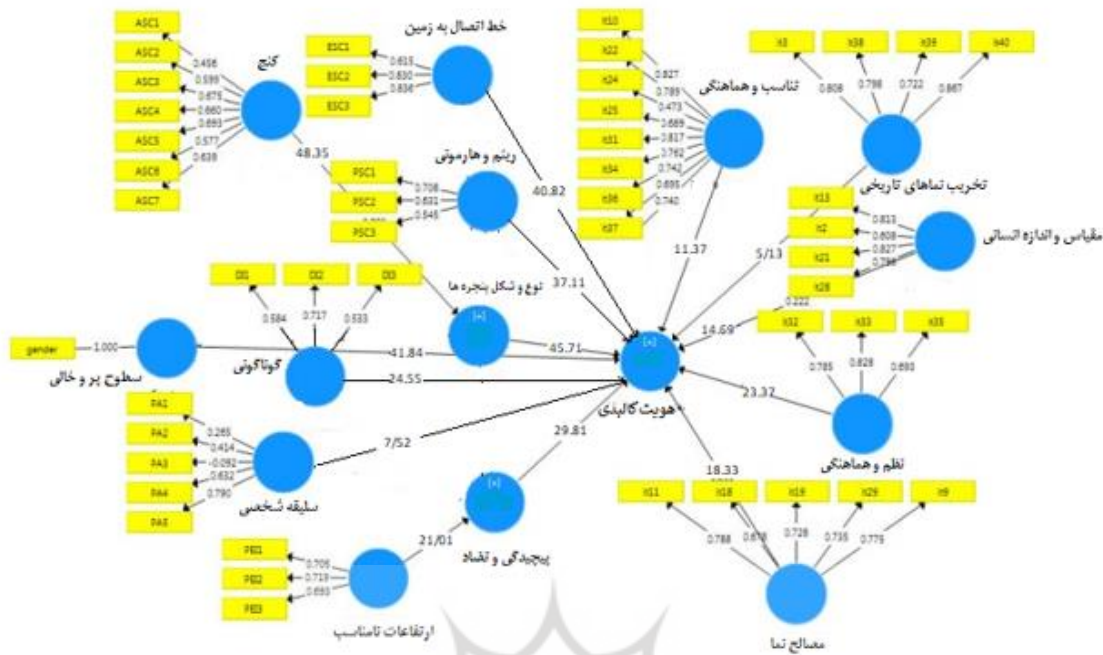 ASC1
ASC2
ASC3
ASC4
ASC5
ASC6
ASC7
0.456
0.599
0.675
0.660
0.693
0.577
0.639
کنج
48.35
ESC1
ESC2
ESC3
0.615
0.830
0.836
خط اتصال به زمین
40.82
PSC1
PSC2
PSC3
0.708
0.631
0.545
ریتم و هارمونی
37.11
It10
It22
It24
It25
It31
It34
It36
It37
0.827
0.789
0.473
0.669
0.817
0.762
0.742
0.695
0.740
تناسب و هماهنگی
11.37
It3
It38
It39
It40
0.808
0.798
0.722
0.867
تخریب نماهای تاریخی
5/13
It13
It2
It21
It28
0.813
0.608
0.827
0.798
مقیاس و اندازه انسانی
0.222
14.69
DI1
DI2
DI3
0.584
0.717
0.533
گوناگونی
24.55
نوع و شکل پنجره ها
[+]
45.71
gender
1.000
سطوح پر و خالی
41.84
[+]
هویت کالبدی
It32
It33
It35
0.785
0.828
0.693
نظم و هماهنگی
23.37
PA1
PA2
PA3
PA4
PA5
0.265
0.414
-0.092
0.632
0.790
سلیقه شخصی
7/52
29.81
[+]
پیچیدگی و تضاد
21/01
PE1
PE2
PE3
0.705
0.719
0.693
ارتفاعات نامناسب
18.33
It11
It18
It19
It29
It9
0.788
0.678
0.728
0.735
0.775
مصالح نما